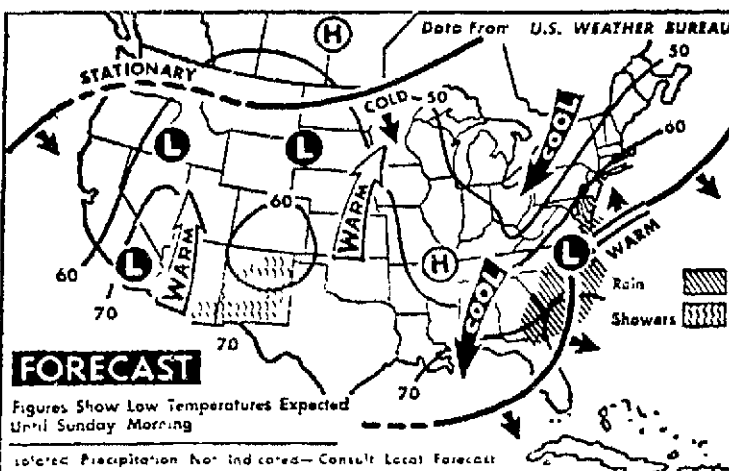 Data from U.S. WEATHER BUREAU
H
STATIONARY
COLD
50
50
COOL
60
L
L
60
WARM
WARM
H
COOL
L
WARM
L
60
70
70
70
Rain
Showers
FORECAST
Figures Show Low Temperatures Expected
Until Sunday Morning
Isolated Precipitation Not Indicated— Consult Local Forecast